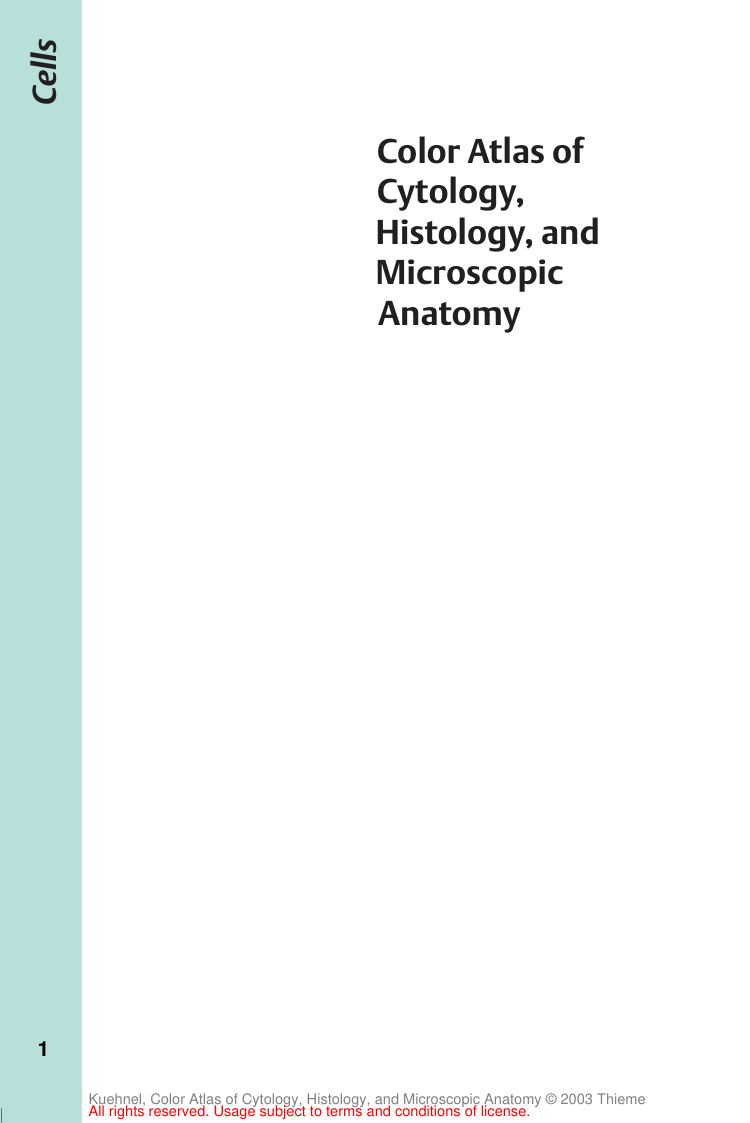 Cells
Color Atlas of
Cytology,
Histology, and
Microscopic
Anatomy
1
Kuehnel, Color Atlas of Cytology, Histology, and Microscopic Anatomy © 2003 Thieme
All rights reserved. Usage subject to terms and conditions of license.